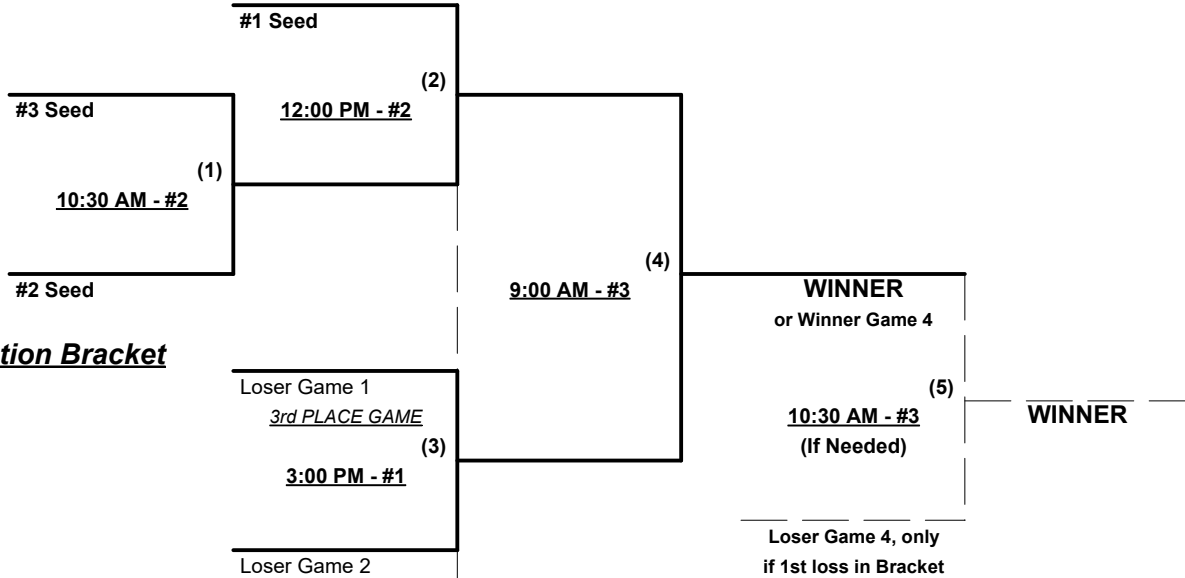 #1 Seed
(2)
12:00 PM - #2
#3 Seed
(1)
10:30 AM - #2
#2 Seed
(4)
9:00 AM - #3
WINNER
or Winner Game 4
tion Bracket
Loser Game 1
3rd PLACE GAME
(3)
3:00 PM - #1
Loser Game 2
(5)
10:30 AM - #3
(If Needed)
WINNER
Loser Game 4, only
if 1st loss in Bracket